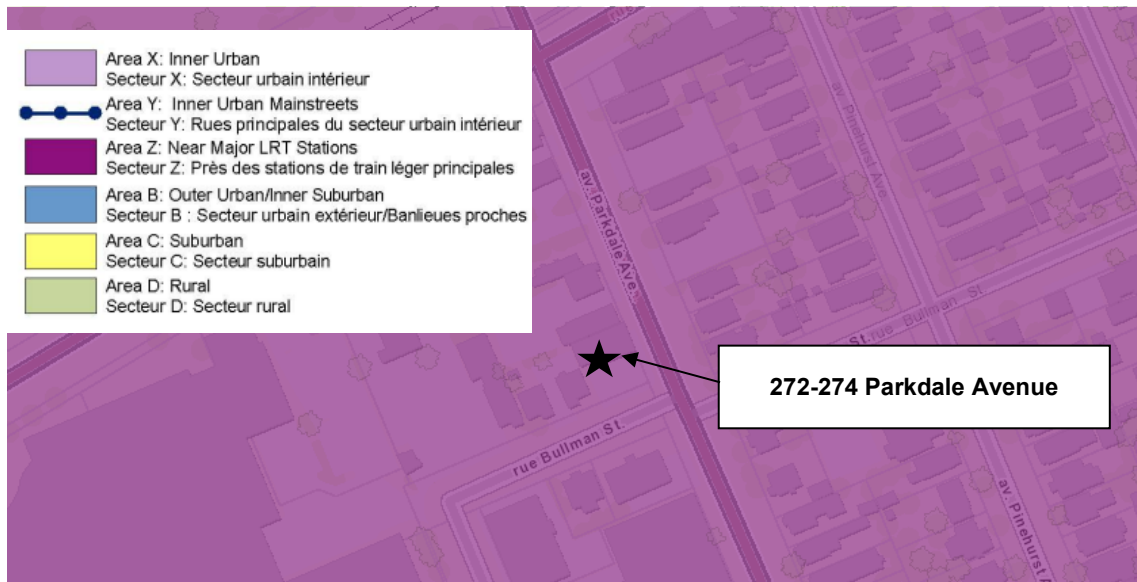 Area X: Inner Urban
Secteur X: Secteur urbain intérieur
Area Y: Inner Urban Mainstreets
Secteur Y: Rues principales du secteur urbain intérieur
Area Z: Near Major LRT Stations
Secteur Z: Près des stations de train léger principales
Area B: Outer Urban/Inner Suburban
Secteur B : Secteur urbain extérieur/Banlieues proches
Area C: Suburban
Secteur C: Secteur suburbain
Area D: Rural
Secteur D: Secteur rural
av. Pinehurst Ave.
av. Parkdale Ave.
St.rue Bullman St.
272-274 Parkdale Avenue
rue Bullman St.
av. Pinehurst